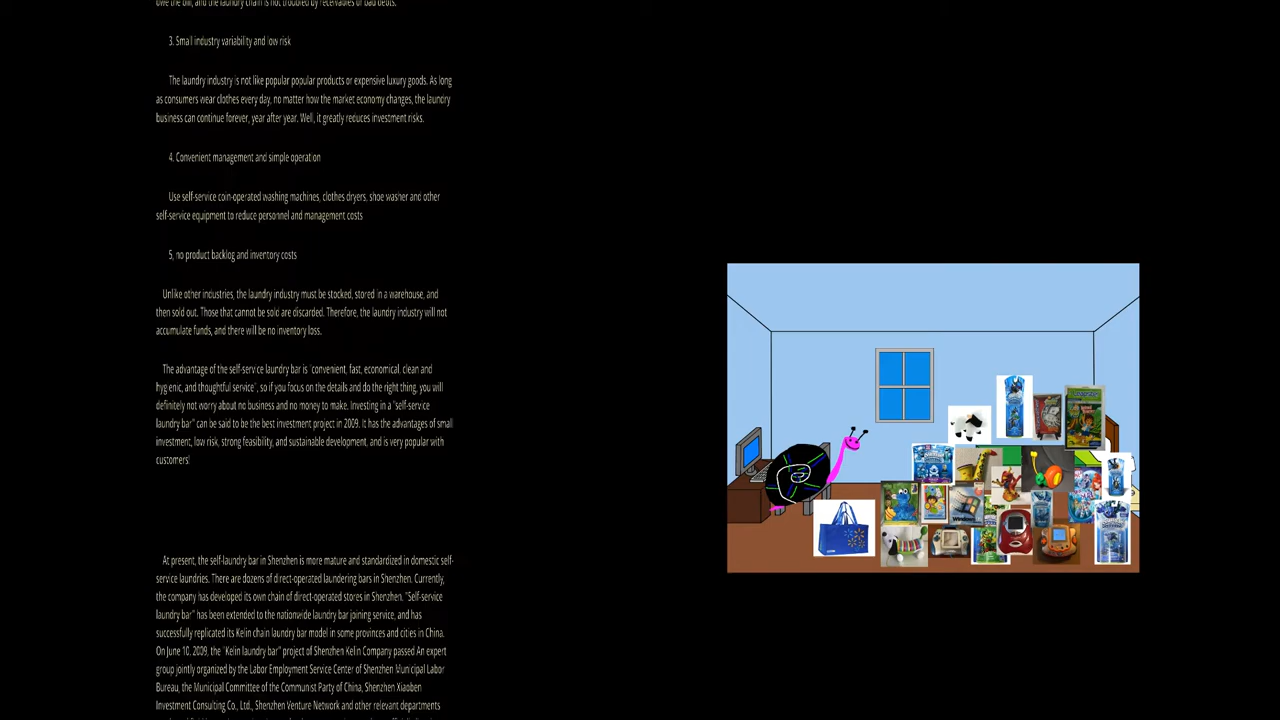 owe the bill, and the laundry chain is not troubled by receivables or bad debts.
3. Small industry variability and low risk
The laundry industry is not like popular popular products or expensive luxury goods. As long
as consumers wear clothes every day, no matter how the market economy changes, the laundry
business can continue forever, year after year. Well, it greatly reduces investment risks.
4. Convenient management and simple operation
Use self-service coin-operated washing machines, clothes dryers, shoe washer and other
self-service equipment to reduce personnel and management costs
5, no product backlog and inventory costs
Unlike other industries, the laundry industry must be stocked, stored in a warehouse, and
then sold out. Those that cannot be sold are discarded. Therefore, the laundry industry will not
accumulate funds, and there will be no inventory loss.
The advantage of the self-service laundry bar is "convenient, fast, economical, clean and
hygienic, and thoughtful service", so if you focus on the details and do the right thing, you will
definitely not worry about no business and no money to make. Investing in a "self-service
laundry bar" can be said to be the best investment project in 2009. It has the advantages of small
investment, low risk, strong feasibility, and sustainable development, and is very popular with
customers!
At present, the self-laundry bar in Shenzhen is more mature and standardized in domestic self-
service laundries. There are dozens of direct-operated laundering bars in Shenzhen. Currently,
the company has developed its own chain of direct-operated stores in Shenzhen. "Self-service
laundry bar" has been extended to the nationwide laundry bar joining service, and has
successfully replicated its Kelin chain laundry bar model in some provinces and cities in China.
On June 10, 2009, the "Kelin laundry bar" project of Shenzhen Kelin Company passed An expert
group jointly organized by the Labor Employment Service Center of Shenzhen Municipal Labor
Bureau, the Municipal Committee of the Communist Party of China, Shenzhen Xiaoben
Investment Consulting Co., Ltd., Shenzhen Venture Network and other relevant departments
Windows